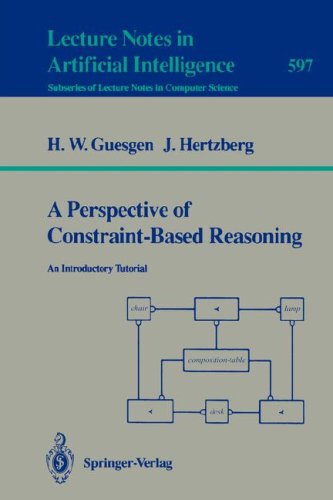 Lecture Notes in
Artificial Intelligence 597
Subseries of Lecture Notes in Computer Science
H. W. Guesgen J. Hertzberg
A Perspective of
Constraint-Based Reasoning
An Introductory Tutorial
chair < lamp
composition-table
< desk <
Springer-Verlag